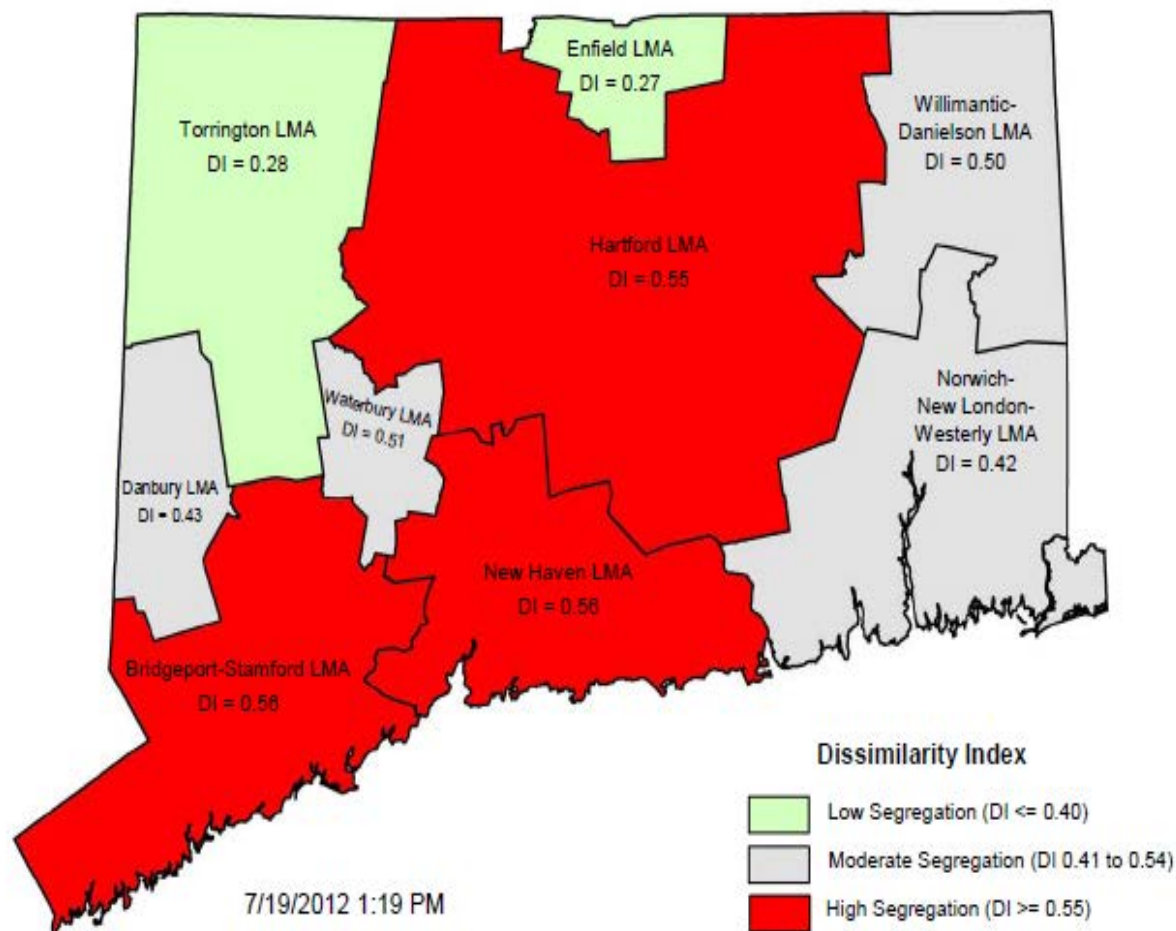 Enfield LMA
DI = 0.27
Torrington LMA
DI = 0.28
Willimantic-
Danielson LMA
DI = 0.50
Hartford LMA
DI = 0.55
Waterbury LMA
DI = 0.51
Norwich-
New London-
Westerly LMA
DI = 0.42
Danbury LMA
DI = 0.43
New Haven LMA
DI = 0.56
Bridgeport-Stamford LMA
DI = 0.56
Dissimilarity Index
Low Segregation (DI <= 0.40)
Moderate Segregation (DI 0.41 to 0.54)
High Segregation (DI >= 0.55)
7/19/2012 1:19 PM